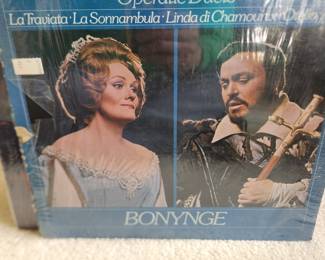 Operatic Duets
La Traviata · La Sonnambula · Linda di Chamounix
BONYNGE